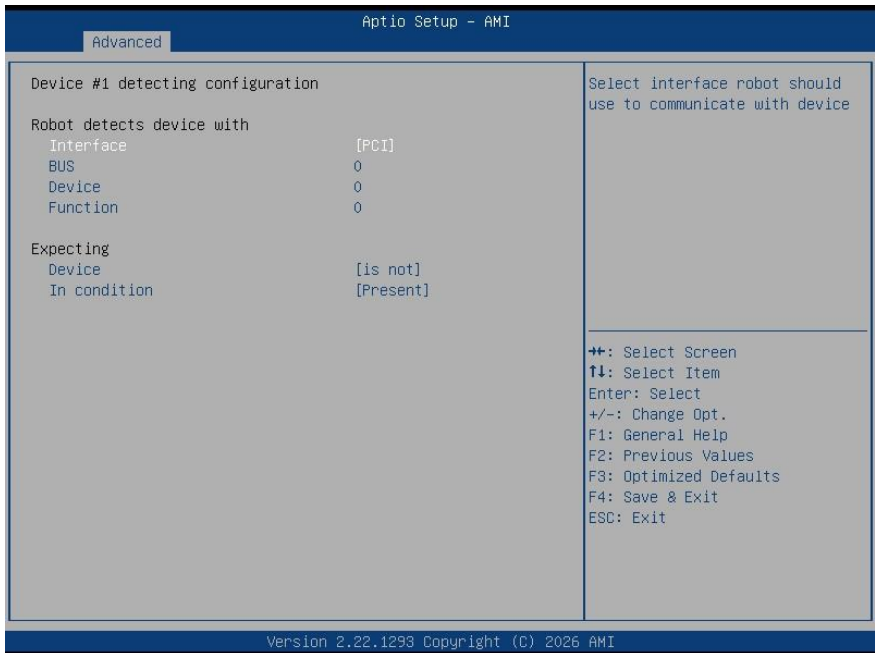 Aptio Setup – AMI
Advanced
Device #1 detecting configuration
Robot detects device with
Interface [PCI]
BUS 0
Device 0
Function 0
Expecting
Device [is not]
In condition [Present]
Select interface robot should
use to communicate with device
→←: Select Screen
↑↓: Select Item
Enter: Select
+/-: Change Opt.
F1: General Help
F2: Previous Values
F3: Optimized Defaults
F4: Save & Exit
ESC: Exit
Version 2.22.1293 Copyright (C) 2026 AMI